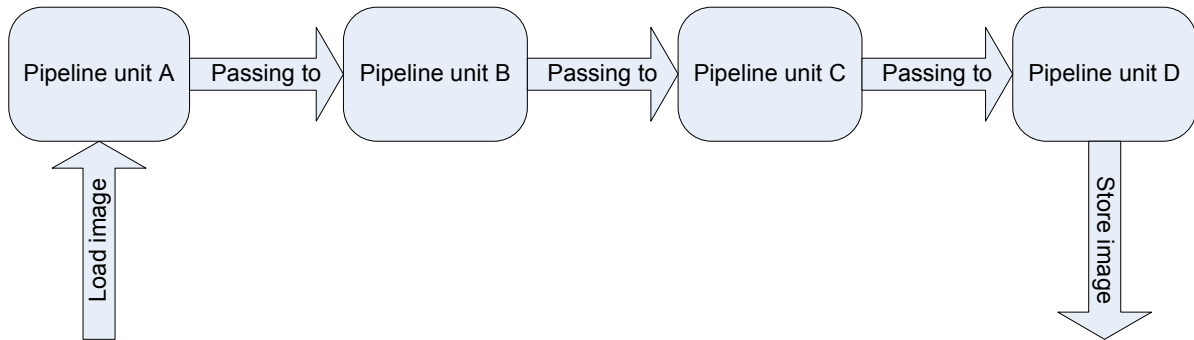 Pipeline unit A
Passing to
Pipeline unit B
Passing to
Pipeline unit C
Passing to
Pipeline unit D
Load image
Store image